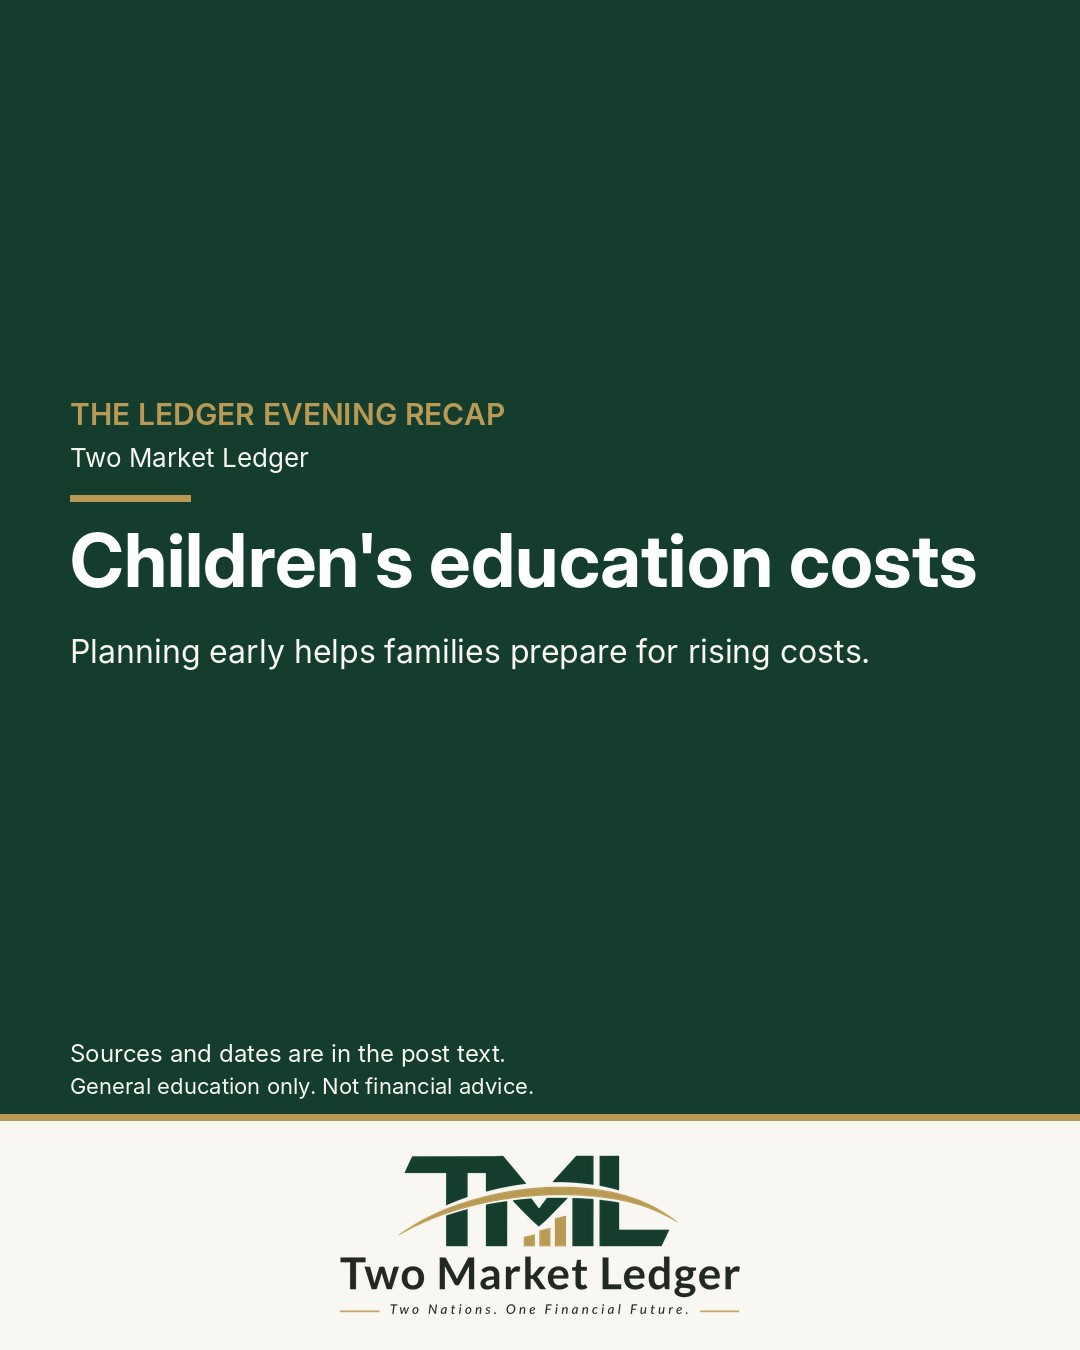 THE LEDGER EVENING RECAP
Two Market Ledger
Children's education costs
Planning early helps families prepare for rising costs.
Sources and dates are in the post text.
General education only. Not financial advice.
TML
Two Market Ledger
Two Nations. One Financial Future.